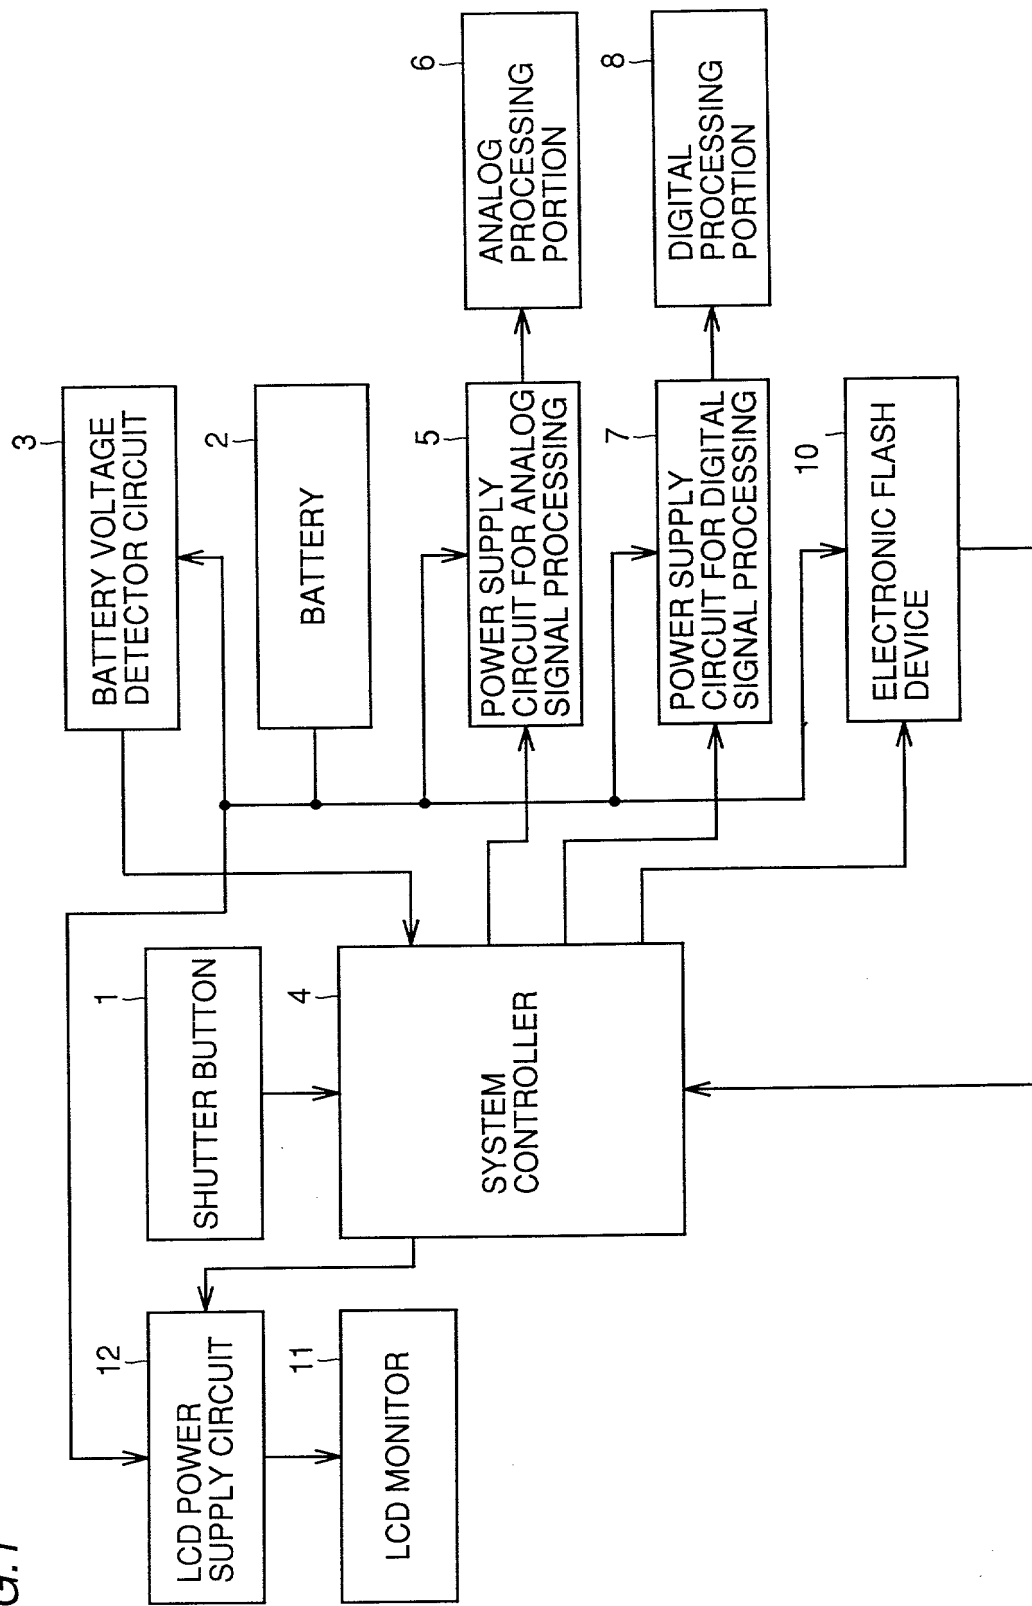 G.1
12
LCD POWER
SUPPLY CIRCUIT
11
LCD MONITOR
1
SHUTTER BUTTON
4
SYSTEM
CONTROLLER
3
BATTERY VOLTAGE
DETECTOR CIRCUIT
2
BATTERY
5
POWER SUPPLY
CIRCUIT FOR ANALOG
SIGNAL PROCESSING
7
POWER SUPPLY
CIRCUIT FOR DIGITAL
SIGNAL PROCESSING
10
ELECTRONIC FLASH
DEVICE
6
ANALOG
PROCESSING
PORTION
8
DIGITAL
PROCESSING
PORTION